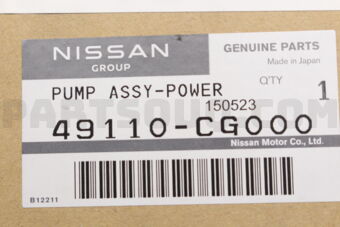 NISSAN
GROUP
GENUINE PARTS
Made in Japan
PUMP ASSY-POWER
Q'TY
1
150523
49110-CG000
Nissan Motor Co., Ltd.
B12211